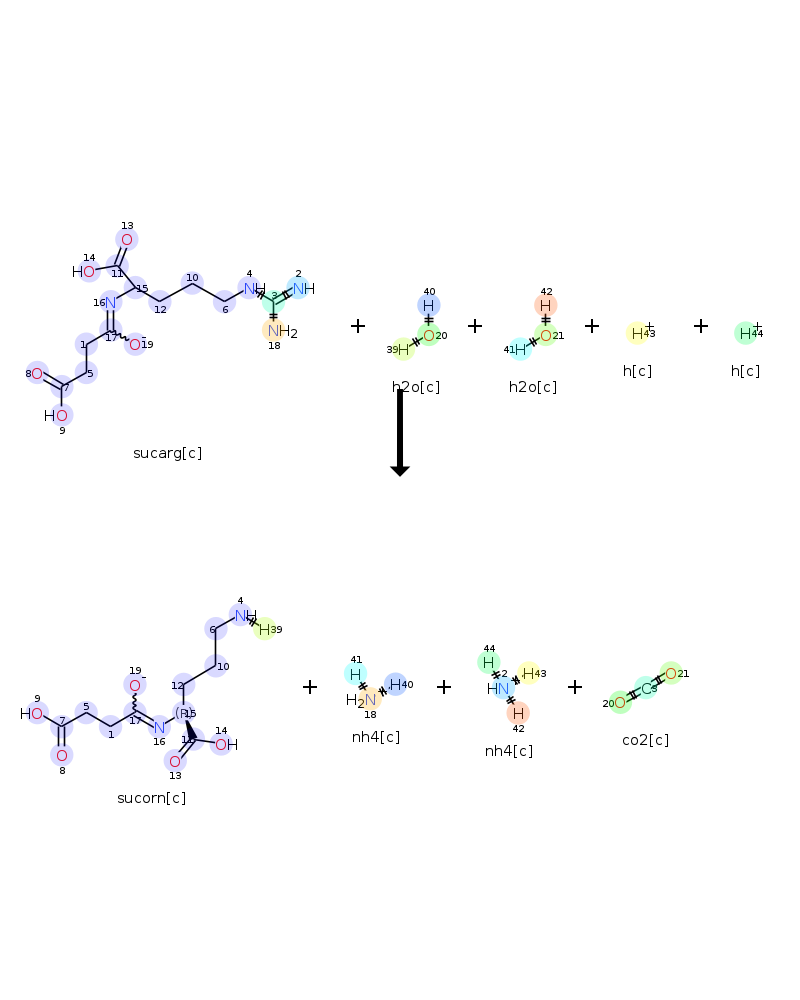 13
14 O
HO 11 4 2
15 10 NH 3 NH
16 N 12 6 NH2
18
1 17 O- 19
8 O 5
7
HO
9
sucarg[c]
+
40
H
O 20
39 H
h2o[c]
+
42
H
O 21
41 H
h2o[c]
+
H+ 43
h[c]
+
H+ 44
h[c]
4
NH
H 39
6
10
19
O-
12
9
HO 5 17 (R) 15
7 1 N 11 14
16 OH
O O
8 13
sucorn[c]
+
41
H
H 40
H2N
18
nh4[c]
+
44
H
2 H 43
HN
H
42
nh4[c]
+
O 21
C 3
20 O
co2[c]